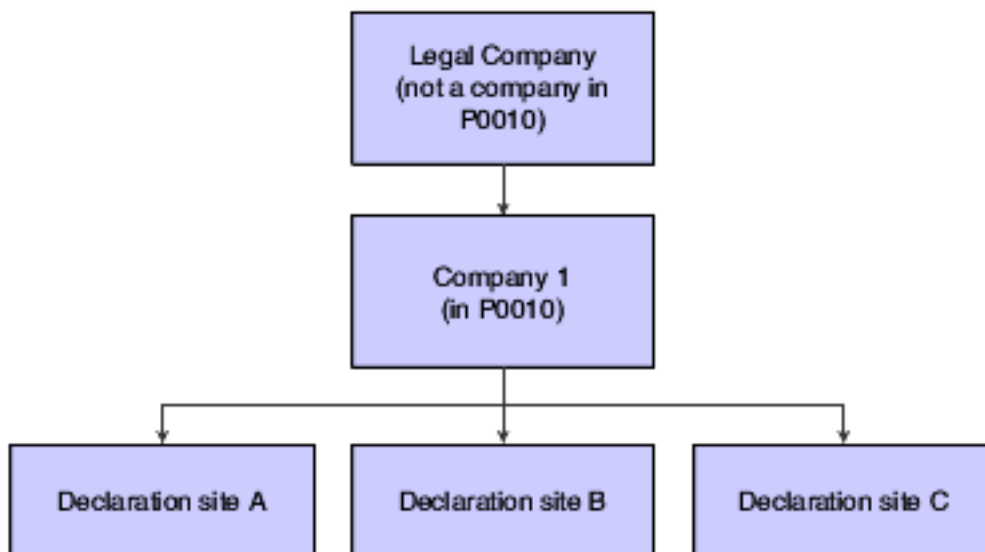 Legal Company
(not a company in
P0010)
Company 1
(in P0010)
Declaration site A
Declaration site B
Declaration site C